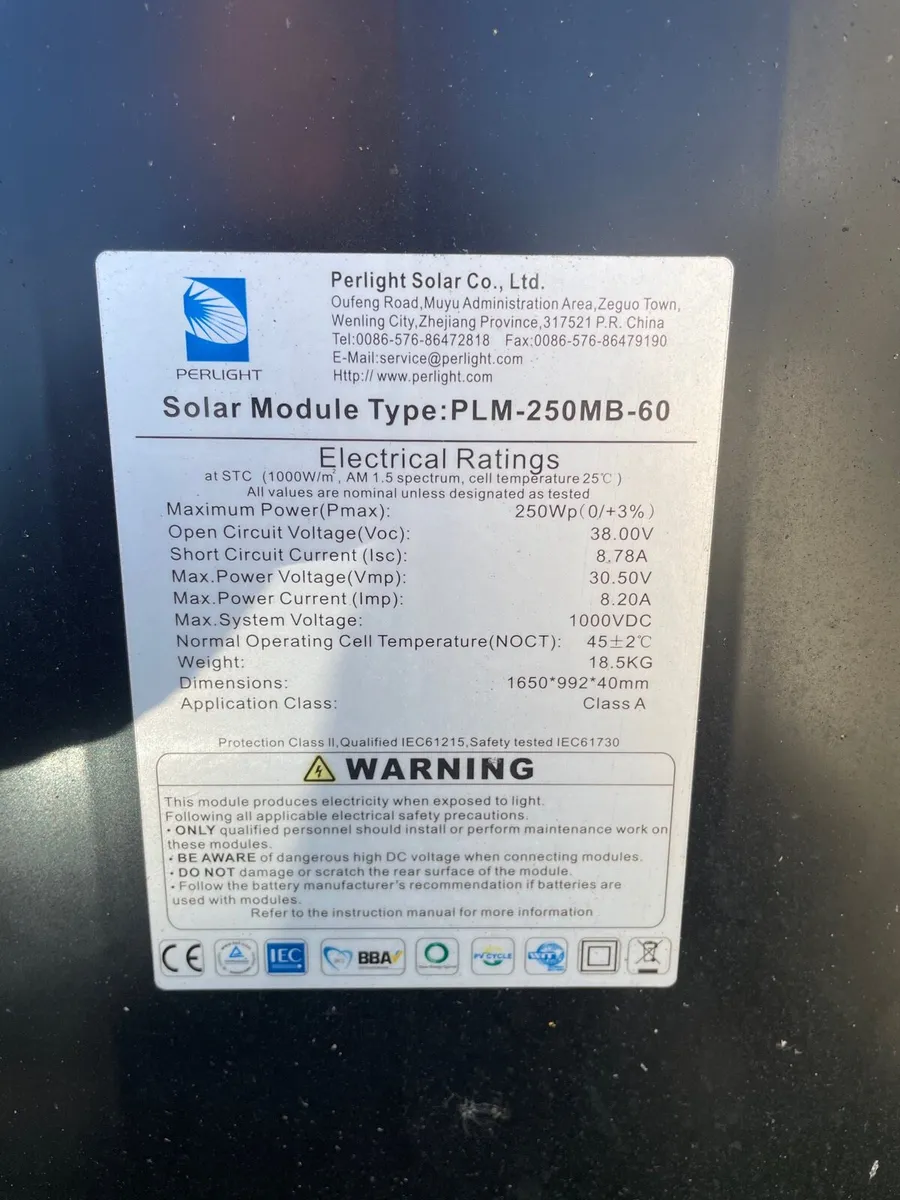 Perlight Solar Co., Ltd.
Oufeng Road,Muyu Administration Area,Zeguo Town,
Wenling City,Zhejiang Province,317521 P.R. China
Tel:0086-576-86472818 Fax:0086-576-86479190
E-Mail:service@perlight.com
Http:// www.perlight.com
PERLIGHT
Solar Module Type:PLM-250MB-60
Electrical Ratings
at STC (1000W/m², AM 1.5 spectrum, cell temperature 25℃)
All values are nominal unless designated as tested
Maximum Power(Pmax): 250Wp(0/+3%)
Open Circuit Voltage(Voc): 38.00V
Short Circuit Current (Isc): 8.78A
Max.Power Voltage(Vmp): 30.50V
Max.Power Current (Imp): 8.20A
Max.System Voltage: 1000VDC
Normal Operating Cell Temperature(NOCT): 45±2℃
Weight: 18.5KG
Dimensions: 1650*992*40mm
Application Class: Class A
Protection Class II,Qualified IEC61215,Safety tested IEC61730
WARNING
This module produces electricity when exposed to light.
Following all applicable electrical safety precautions.
· ONLY qualified personnel should install or perform maintenance work on
these modules.
· BE AWARE of dangerous high DC voltage when connecting modules.
· DO NOT damage or scratch the rear surface of the module.
· Follow the battery manufacturer's recommendation if batteries are
used with modules.
Refer to the instruction manual for more information
CE IEC BBA PV CYCLE